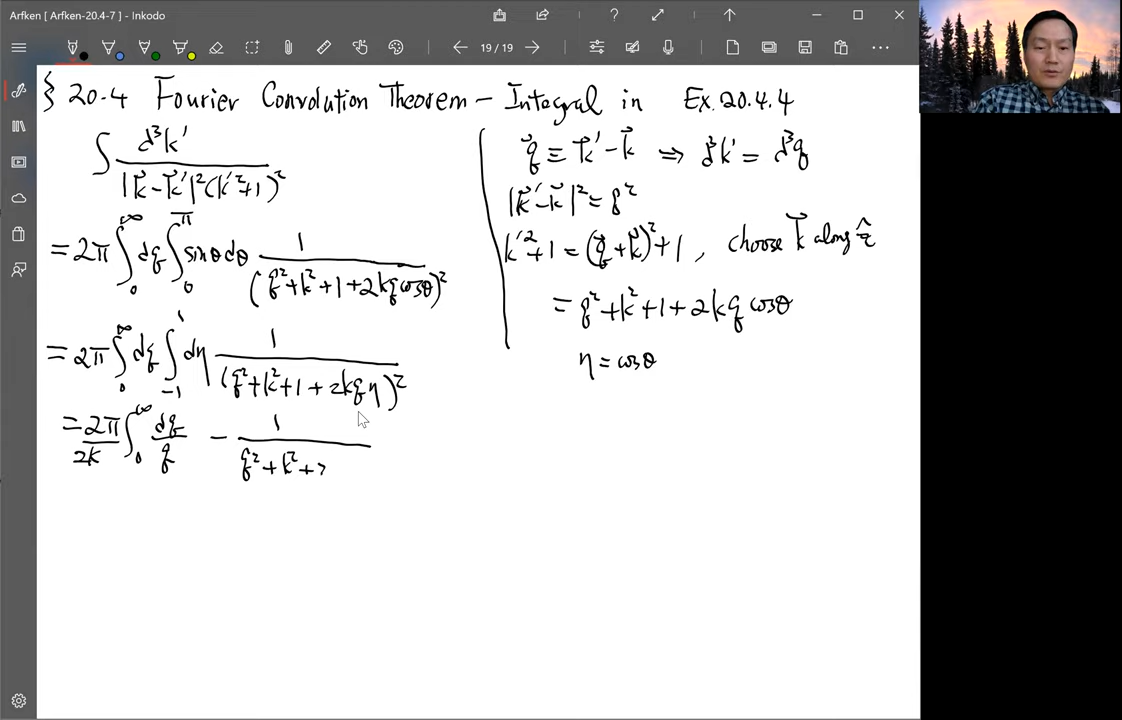 Arfken [ Arfken-20.4-7 ] - Inkodo
19 / 19
§ 20.4 Fourier Convolution Theorem - Integral in Ex. 20.4.4
∫ d³k' / |k⃗-k⃗'|²(k'²+1)²
= 2π ∫₀^∞ dq ∫₀^π sinθdθ 1 / (q²+k²+1+2kq cosθ)²
= 2π ∫₀^∞ dq ∫₋₁^1 dη 1 / (q²+k²+1+2kqη)²
= 2π/2k ∫₀^∞ dq/q - 1 / q²+k²+
q⃗ ≡ k⃗' - k⃗ ⇒ d³k' = d³q
|k⃗'-k⃗|² = q²
k'²+1 = (q⃗+k⃗)²+1 , choose k⃗ along ẑ
= q²+k²+1+2kq cosθ
η = cosθ